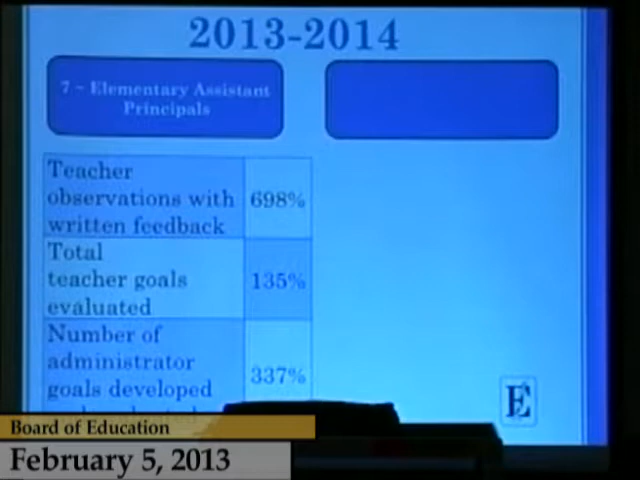 2013-2014
7 – Elementary Assistant
Principals
Teacher
observations with
written feedback
698%
Total
teacher goals
evaluated
135%
Number of
administrator
goals developed
337%
E
Board of Education
February 5, 2013